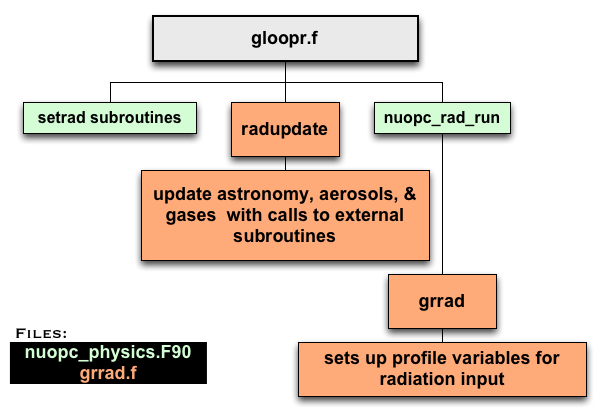 gloopr.f
setrad subroutines
radupdate
nuopc_rad_run
update astronomy, aerosols, &
gases with calls to external
subroutines
grrad
sets up profile variables for
radiation input
Files:
nuopc_physics.F90
grrad.f